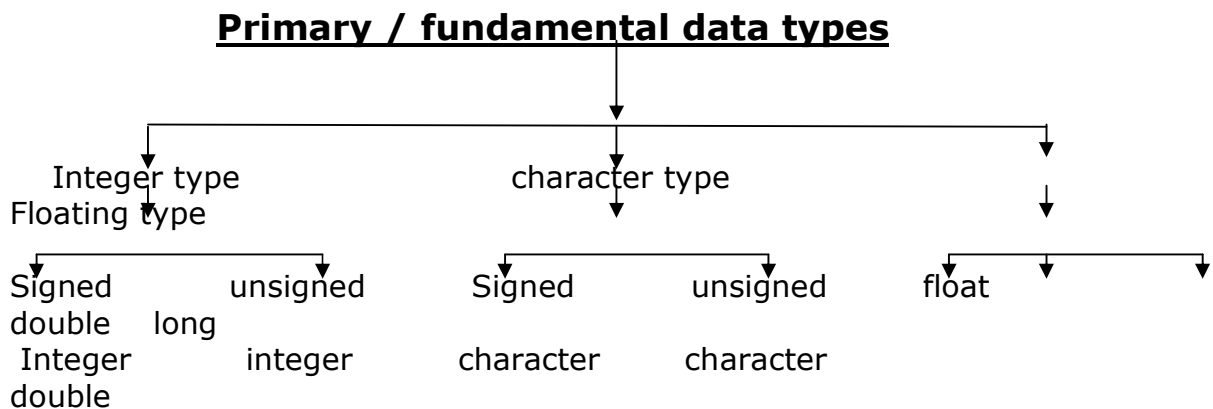 Primary / fundamental data types
Integer type character type
Floating type
Signed unsigned Signed unsigned float
double long
Integer integer character character
double